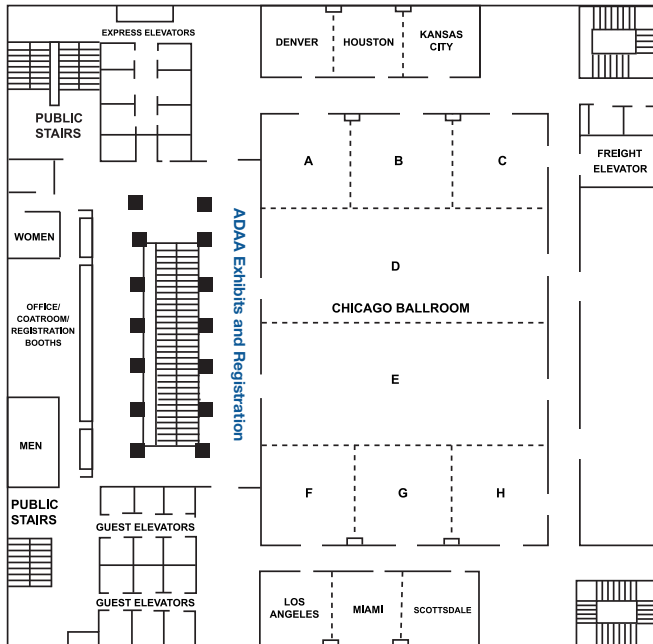 EXPRESS ELEVATORS
DENVER
HOUSTON
KANSAS
CITY
PUBLIC
STAIRS
A
B
C
FREIGHT
ELEVATOR
WOMEN
ADAA Exhibits and Registration
D
OFFICE/
COATROOM/
REGISTRATION
BOOTHS
CHICAGO BALLROOM
E
MEN
PUBLIC
STAIRS
F
G
H
GUEST ELEVATORS
GUEST ELEVATORS
LOS
ANGELES
MIAMI
SCOTTSDALE